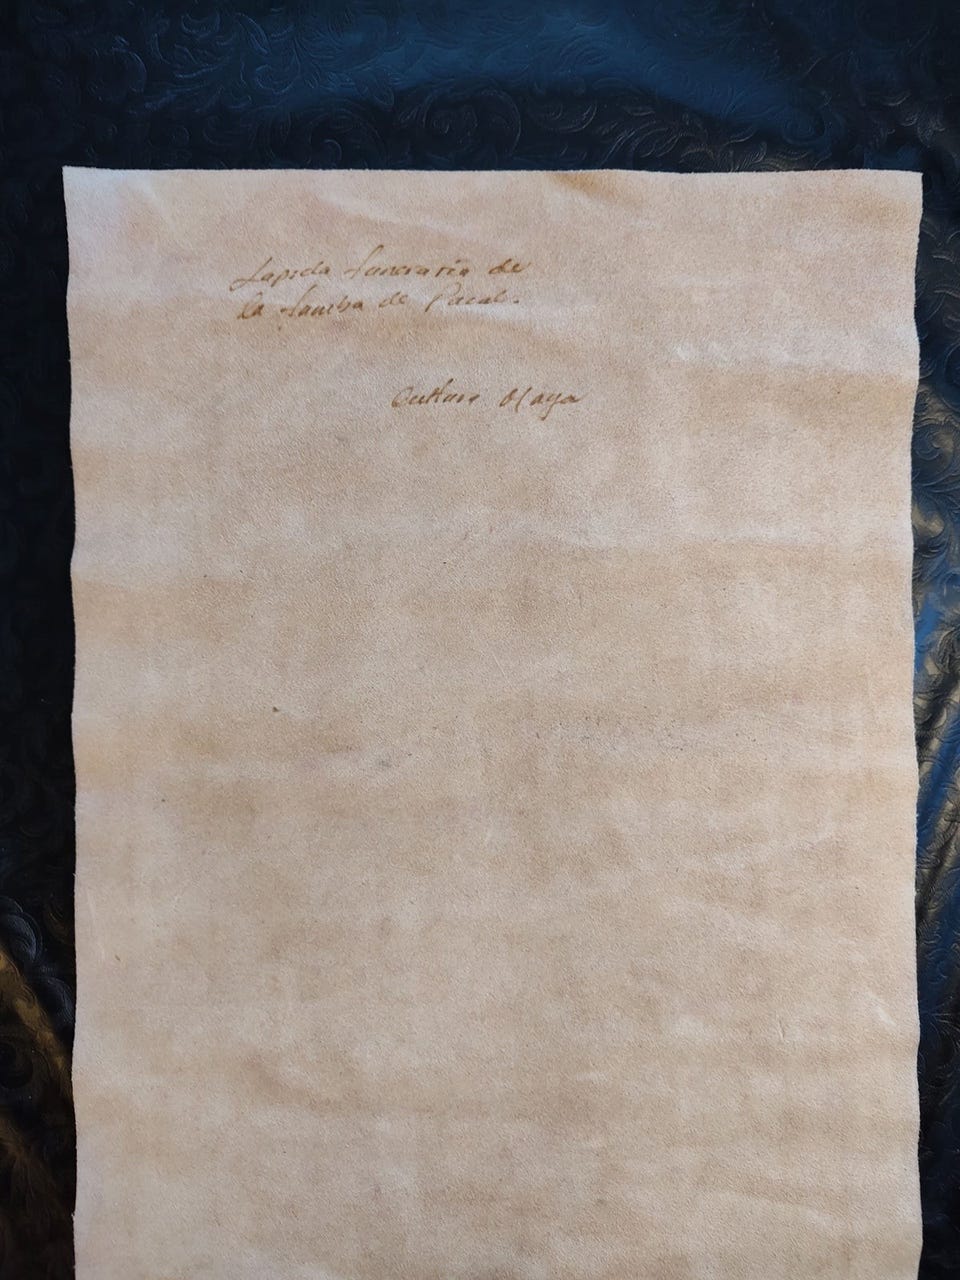 Lapida funeraria de
la tumba de Pacal.
Cultura Maya